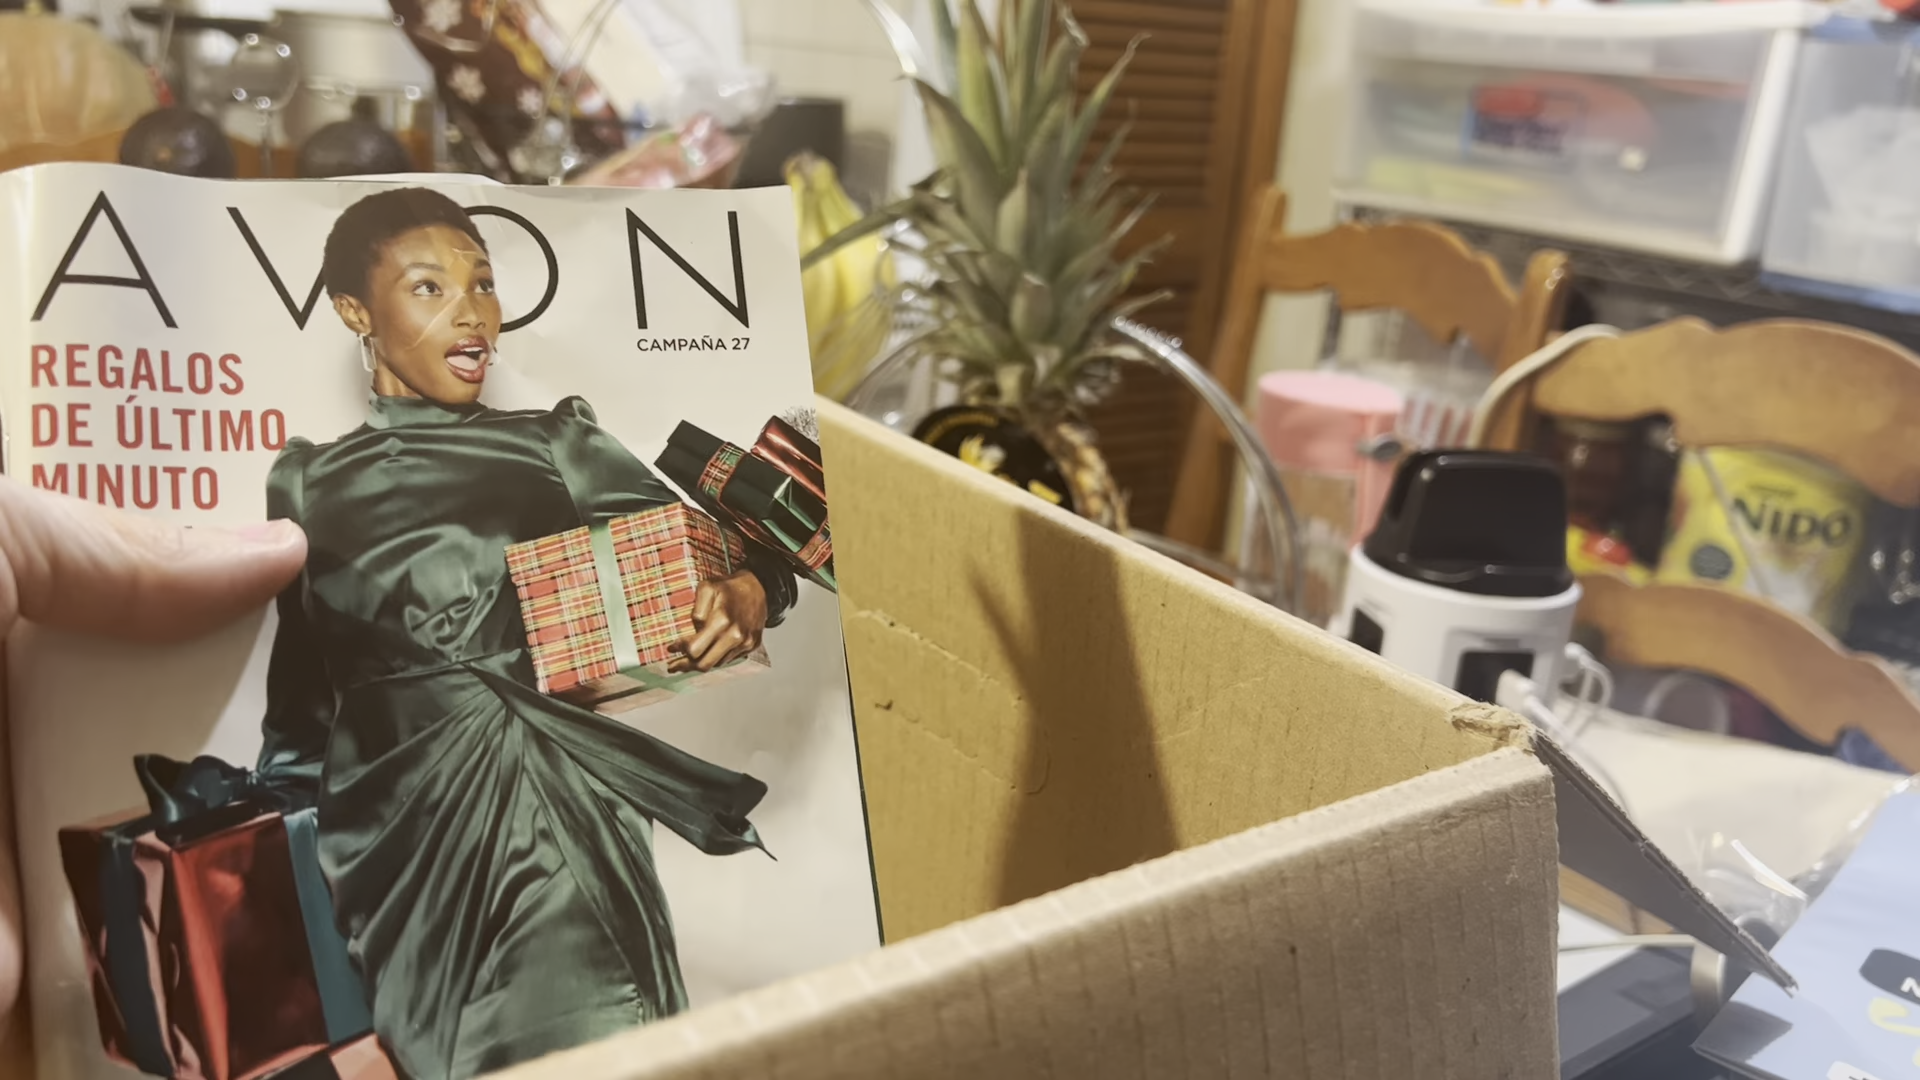 AVON
CAMPAÑA 27
REGALOS
DE ÚLTIMO
MINUTO
NIDO